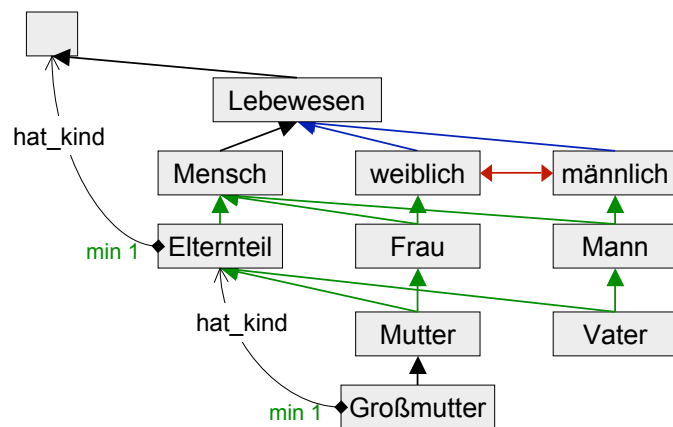 Lebewesen
hat_kind
Mensch
weiblich
männlich
min 1
Elternteil
Frau
Mann
hat_kind
Mutter
Vater
min 1
Großmutter